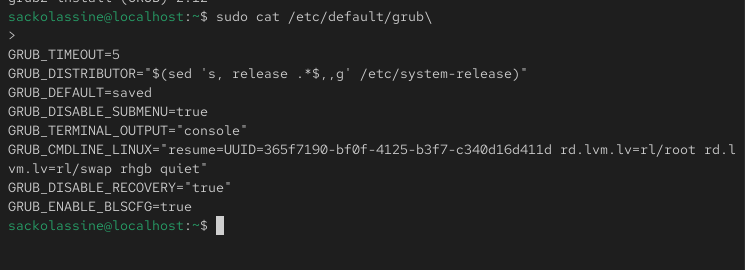 sackolassine@localhost:~$ sudo cat /etc/default/grub\
>
GRUB_TIMEOUT=5
GRUB_DISTRIBUTOR="$(sed 's, release .*$,,g' /etc/system-release)"
GRUB_DEFAULT=saved
GRUB_DISABLE_SUBMENU=true
GRUB_TERMINAL_OUTPUT="console"
GRUB_CMDLINE_LINUX="resume=UUID=365f7190-bf0f-4125-b3f7-c340d16d411d rd.lvm.lv=rl/root rd.l
vm.lv=rl/swap rhgb quiet"
GRUB_DISABLE_RECOVERY="true"
GRUB_ENABLE_BLSCFG=true
sackolassine@localhost:~$